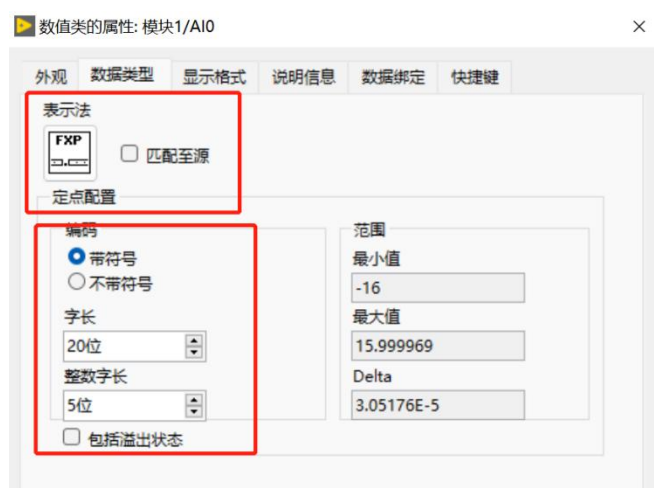 数值类的属性: 模块1/AI0
外观 数据类型 显示格式 说明信息 数据绑定 快捷键
表示法
FXP
匹配至源
定点配置
编码
带符号
不带符号
字长
20位
整数字长
5位
包括溢出状态
范围
最小值
-16
最大值
15.999969
Delta
3.05176E-5